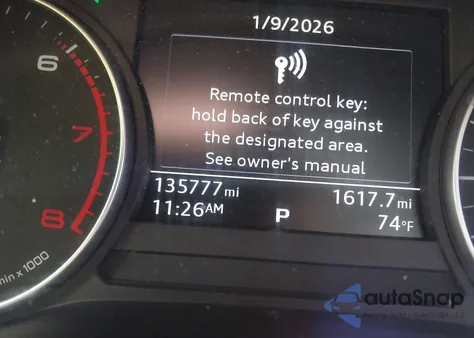 1/9/2026
6
Remote control key:
hold back of key against
the designated area.
See owner's manual
7
135777mi 1617.7mi
8
11:26AM P 74°F
min x 1000
autoSnap